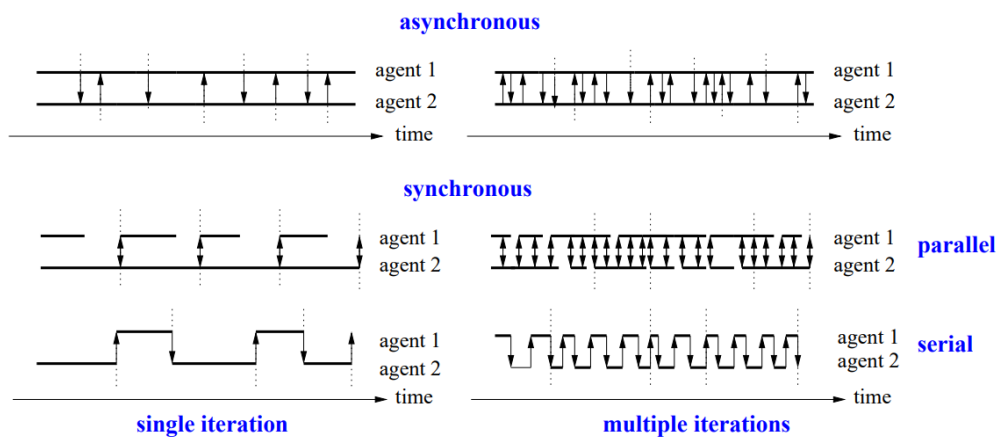 asynchronous
agent 1
agent 2
time
agent 1
agent 2
time
synchronous
agent 1
agent 2
agent 1
agent 2
parallel
agent 1
agent 2
agent 1
agent 2
serial
time
time
single iteration
multiple iterations